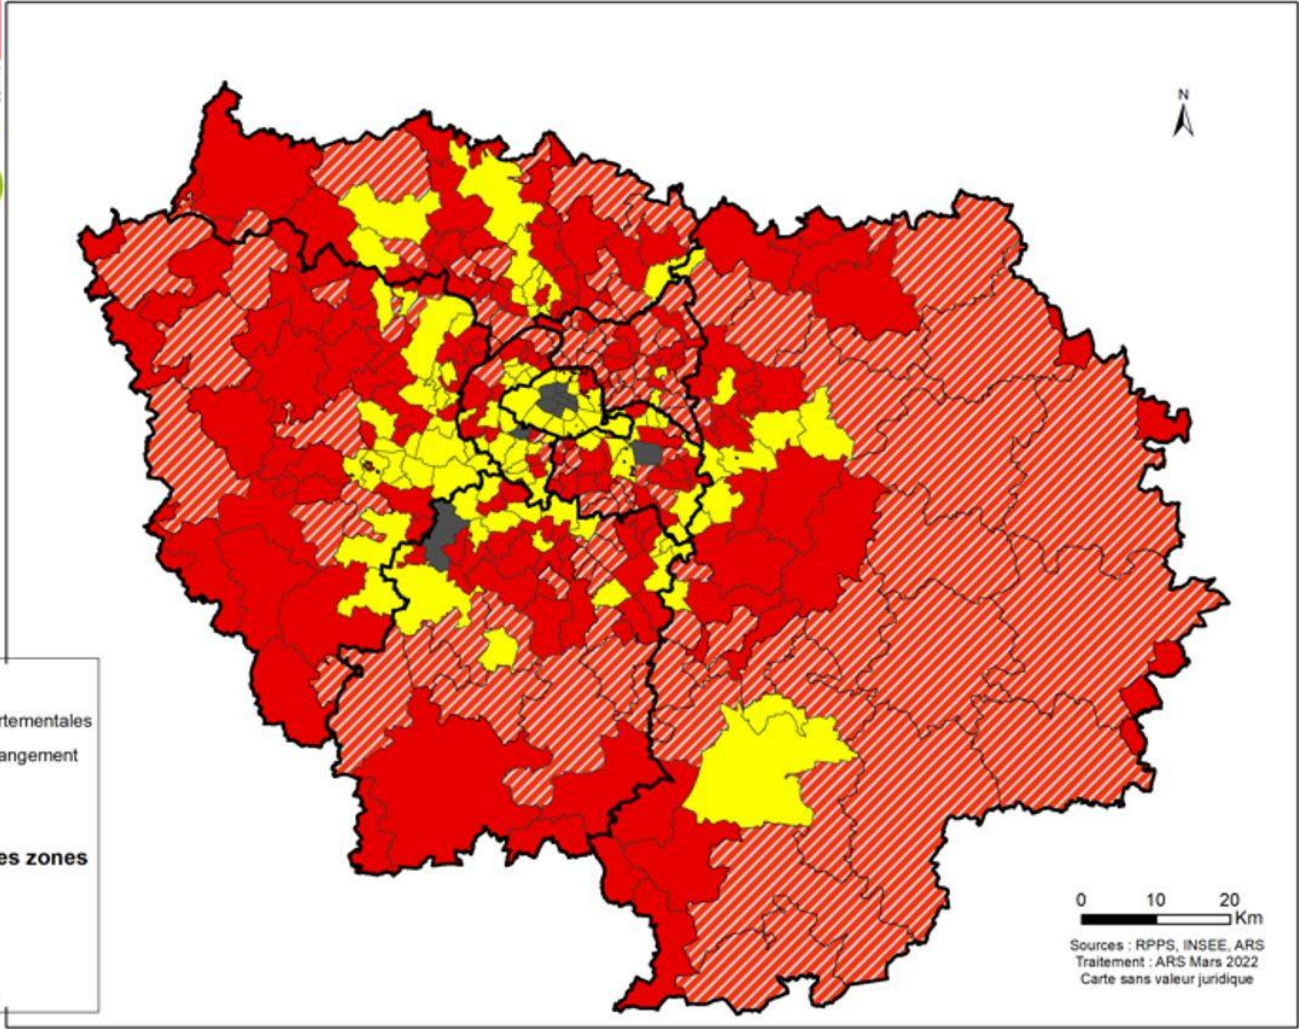 N
rtementales
angement
es zones
0 10 20
Km
Sources : RPPS, INSEE, ARS
Traitement : ARS Mars 2022
Carte sans valeur juridique